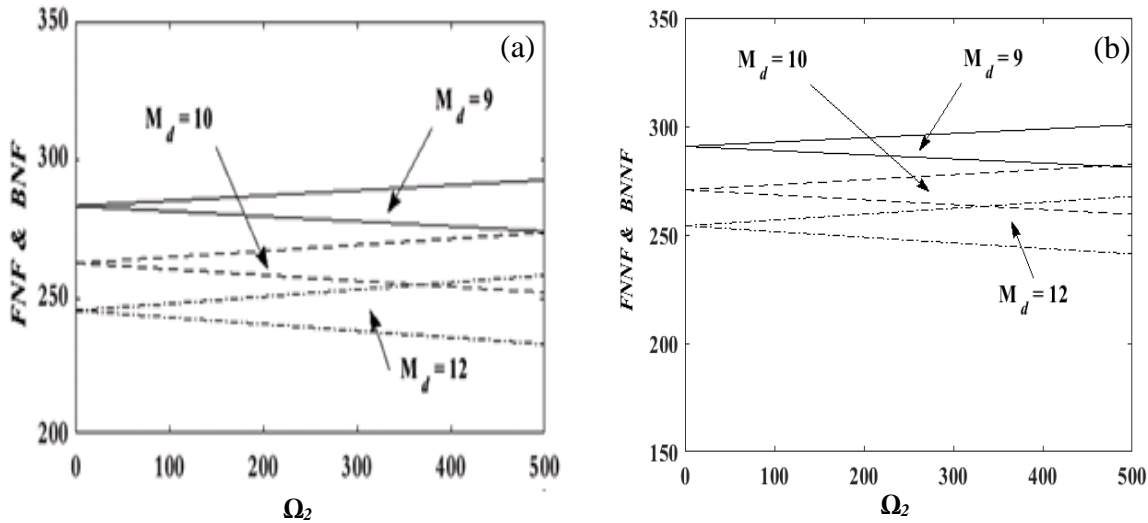 (a)
FNF & BNF
350
300
250
200
M d = 10
M d = 9
M d = 12
0 100 200 300 400 500
Ω2
(b)
FNNF & BNNF
350
300
250
200
150
M d = 10
M d = 9
M d = 12
0 100 200 300 400 500
Ω2